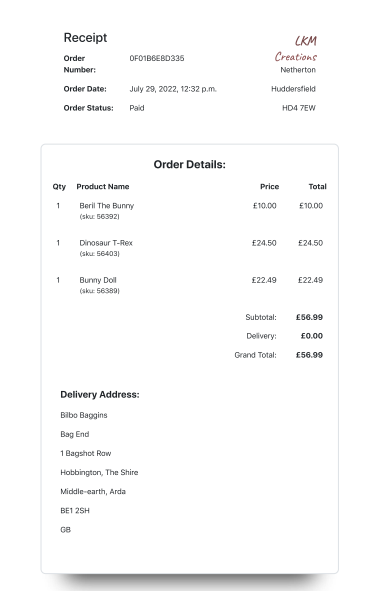 Receipt
LKM
Creations
Order Number: 0F01B6E8D335
Netherton
Order Date: July 29, 2022, 12:32 p.m.
Huddersfield
Order Status: Paid
HD4 7EW
Order Details:
Qty Product Name Price Total
1 Beril The Bunny £10.00 £10.00
(sku: 56392)
1 Dinosaur T-Rex £24.50 £24.50
(sku: 56403)
1 Bunny Doll £22.49 £22.49
(sku: 56389)
Subtotal: £56.99
Delivery: £0.00
Grand Total: £56.99
Delivery Address:
Bilbo Baggins
Bag End
1 Bagshot Row
Hobbington, The Shire
Middle-earth, Arda
BE1 2SH
GB